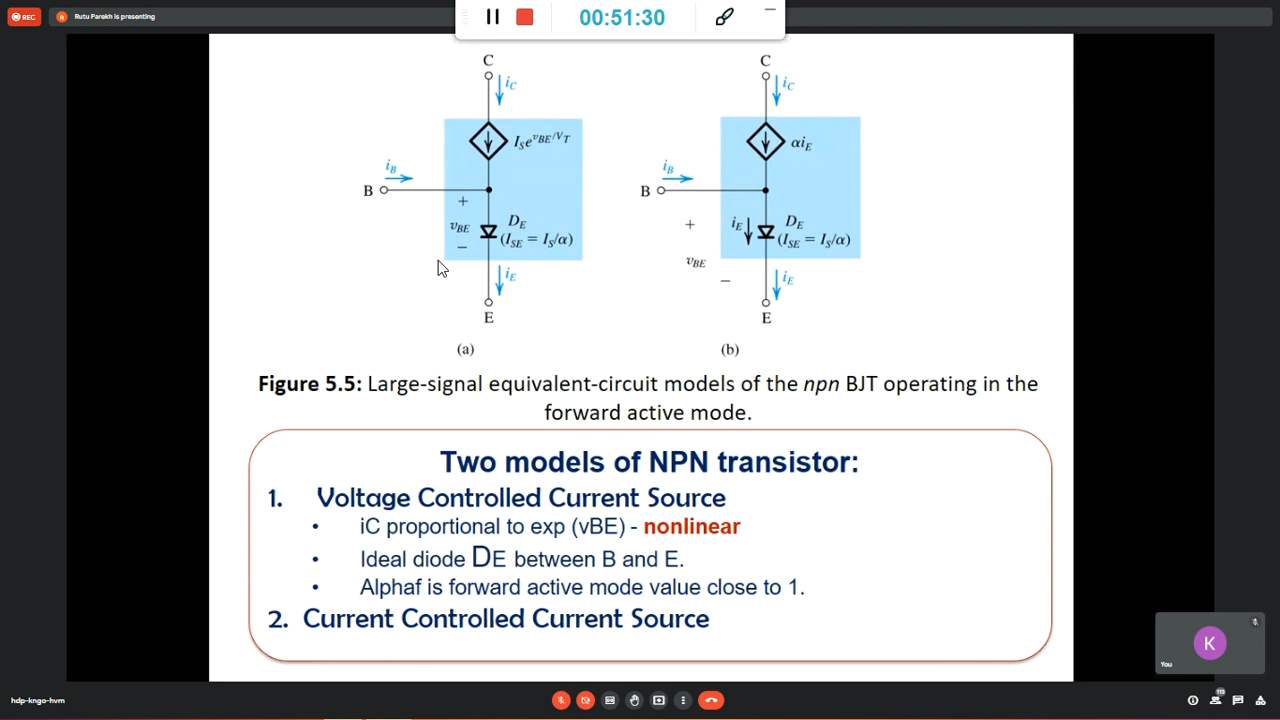 REC
R
Rutu Parekh is presenting
00:51:30
C
C
iC
iC
ISe^vBE/VT
αiE
iB
iB
B
B
+
vBE
−
DE
(ISE = IS/α)
+
vBE
−
iE
DE
(ISE = IS/α)
iE
iE
E
E
(a)
(b)
Figure 5.5: Large-signal equivalent-circuit models of the npn BJT operating in the
forward active mode.
Two models of NPN transistor:
1. Voltage Controlled Current Source
• iC proportional to exp (vBE) - nonlinear
• Ideal diode DE between B and E.
• Alphaf is forward active mode value close to 1.
2. Current Controlled Current Source
K
You
hdp-kngo-hvm
113